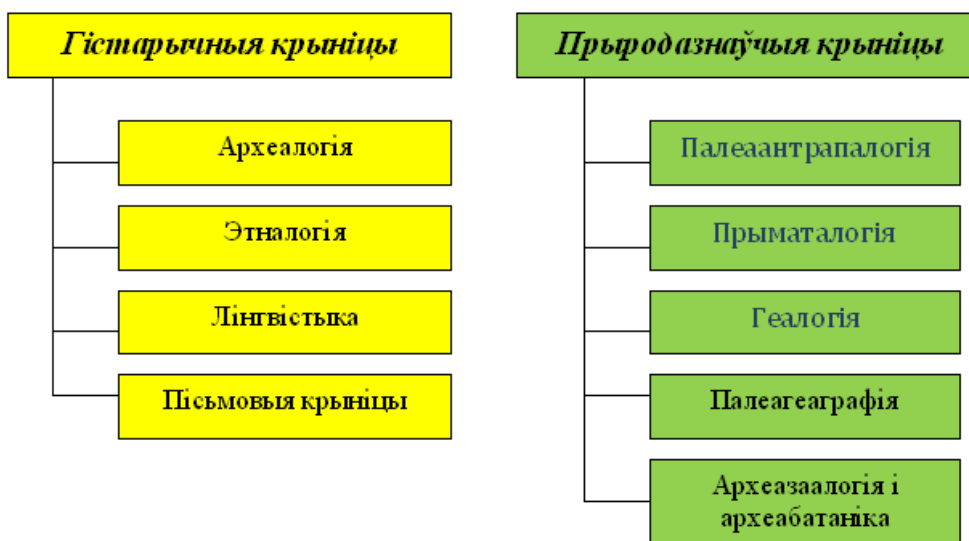 Гістарычныя крыніцы
Археалогія
Этналогія
Лінгвістыка
Пісьмовыя крыніцы
Прыродазнаўчыя крыніцы
Палеаантрапалогія
Прыматалогія
Геалогія
Палеагеаграфія
Археазаалогія і
археабатаніка